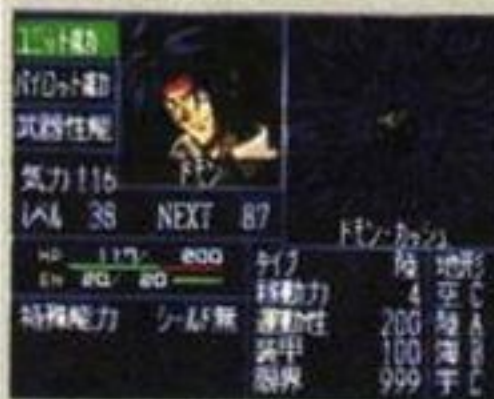 ユニット能力
パイロット能力
武器性能
気力 116
レベル 38 NEXT 87
ドモン
ドモン・カッシュ
HP 117/ 200
EN 20/ 20
特殊能力 シールド無
タイプ 陸 地形
移動力 4 空 C
運動性 200 陸 A
装甲 100 海 B
限界 999 宇 C